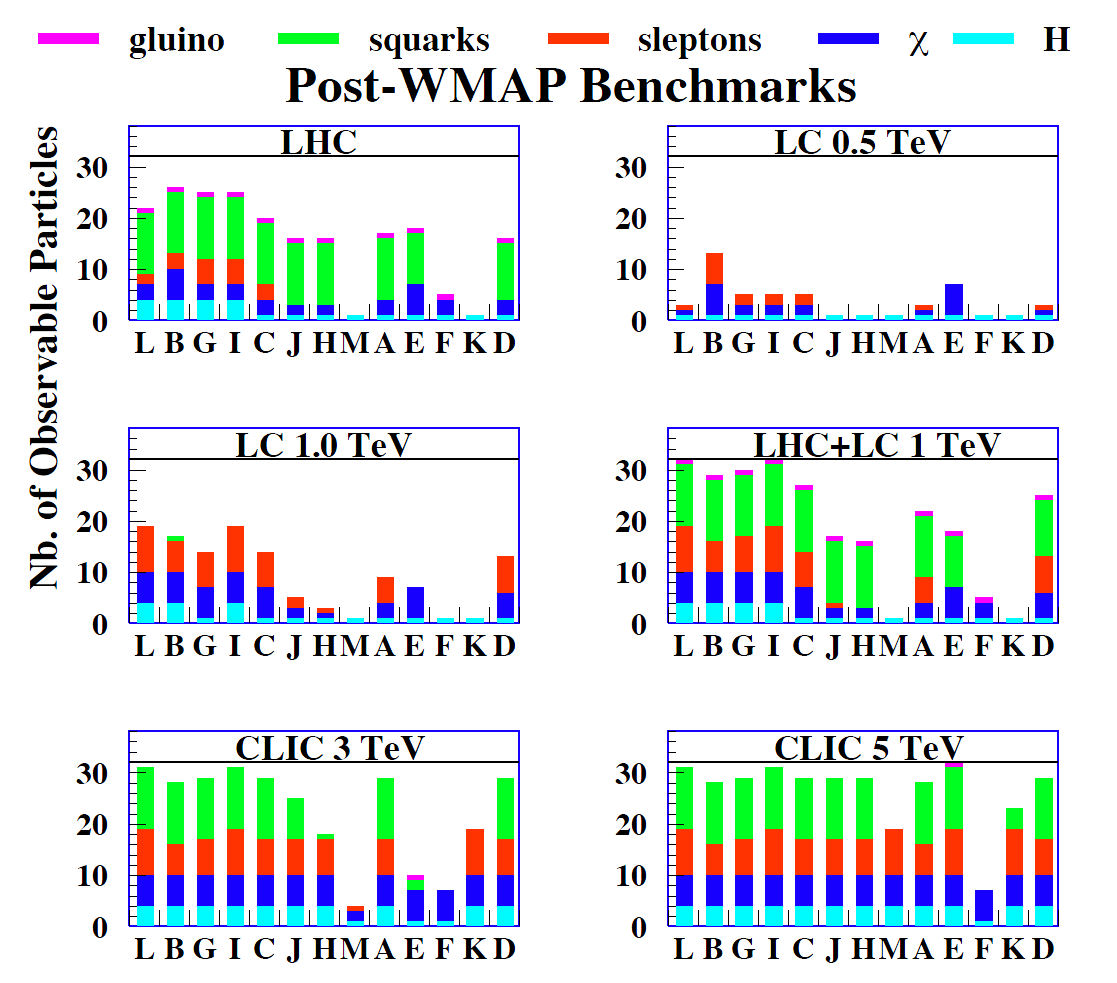 gluino squarks sleptons χ H
Post-WMAP Benchmarks
Nb. of Observable Particles
LHC
30
20
10
0
L B G I C J H M A E F K D
LC 0.5 TeV
30
20
10
0
L B G I C J H M A E F K D
LC 1.0 TeV
30
20
10
0
L B G I C J H M A E F K D
LHC+LC 1 TeV
30
20
10
0
L B G I C J H M A E F K D
CLIC 3 TeV
30
20
10
0
L B G I C J H M A E F K D
CLIC 5 TeV
30
20
10
0
L B G I C J H M A E F K D